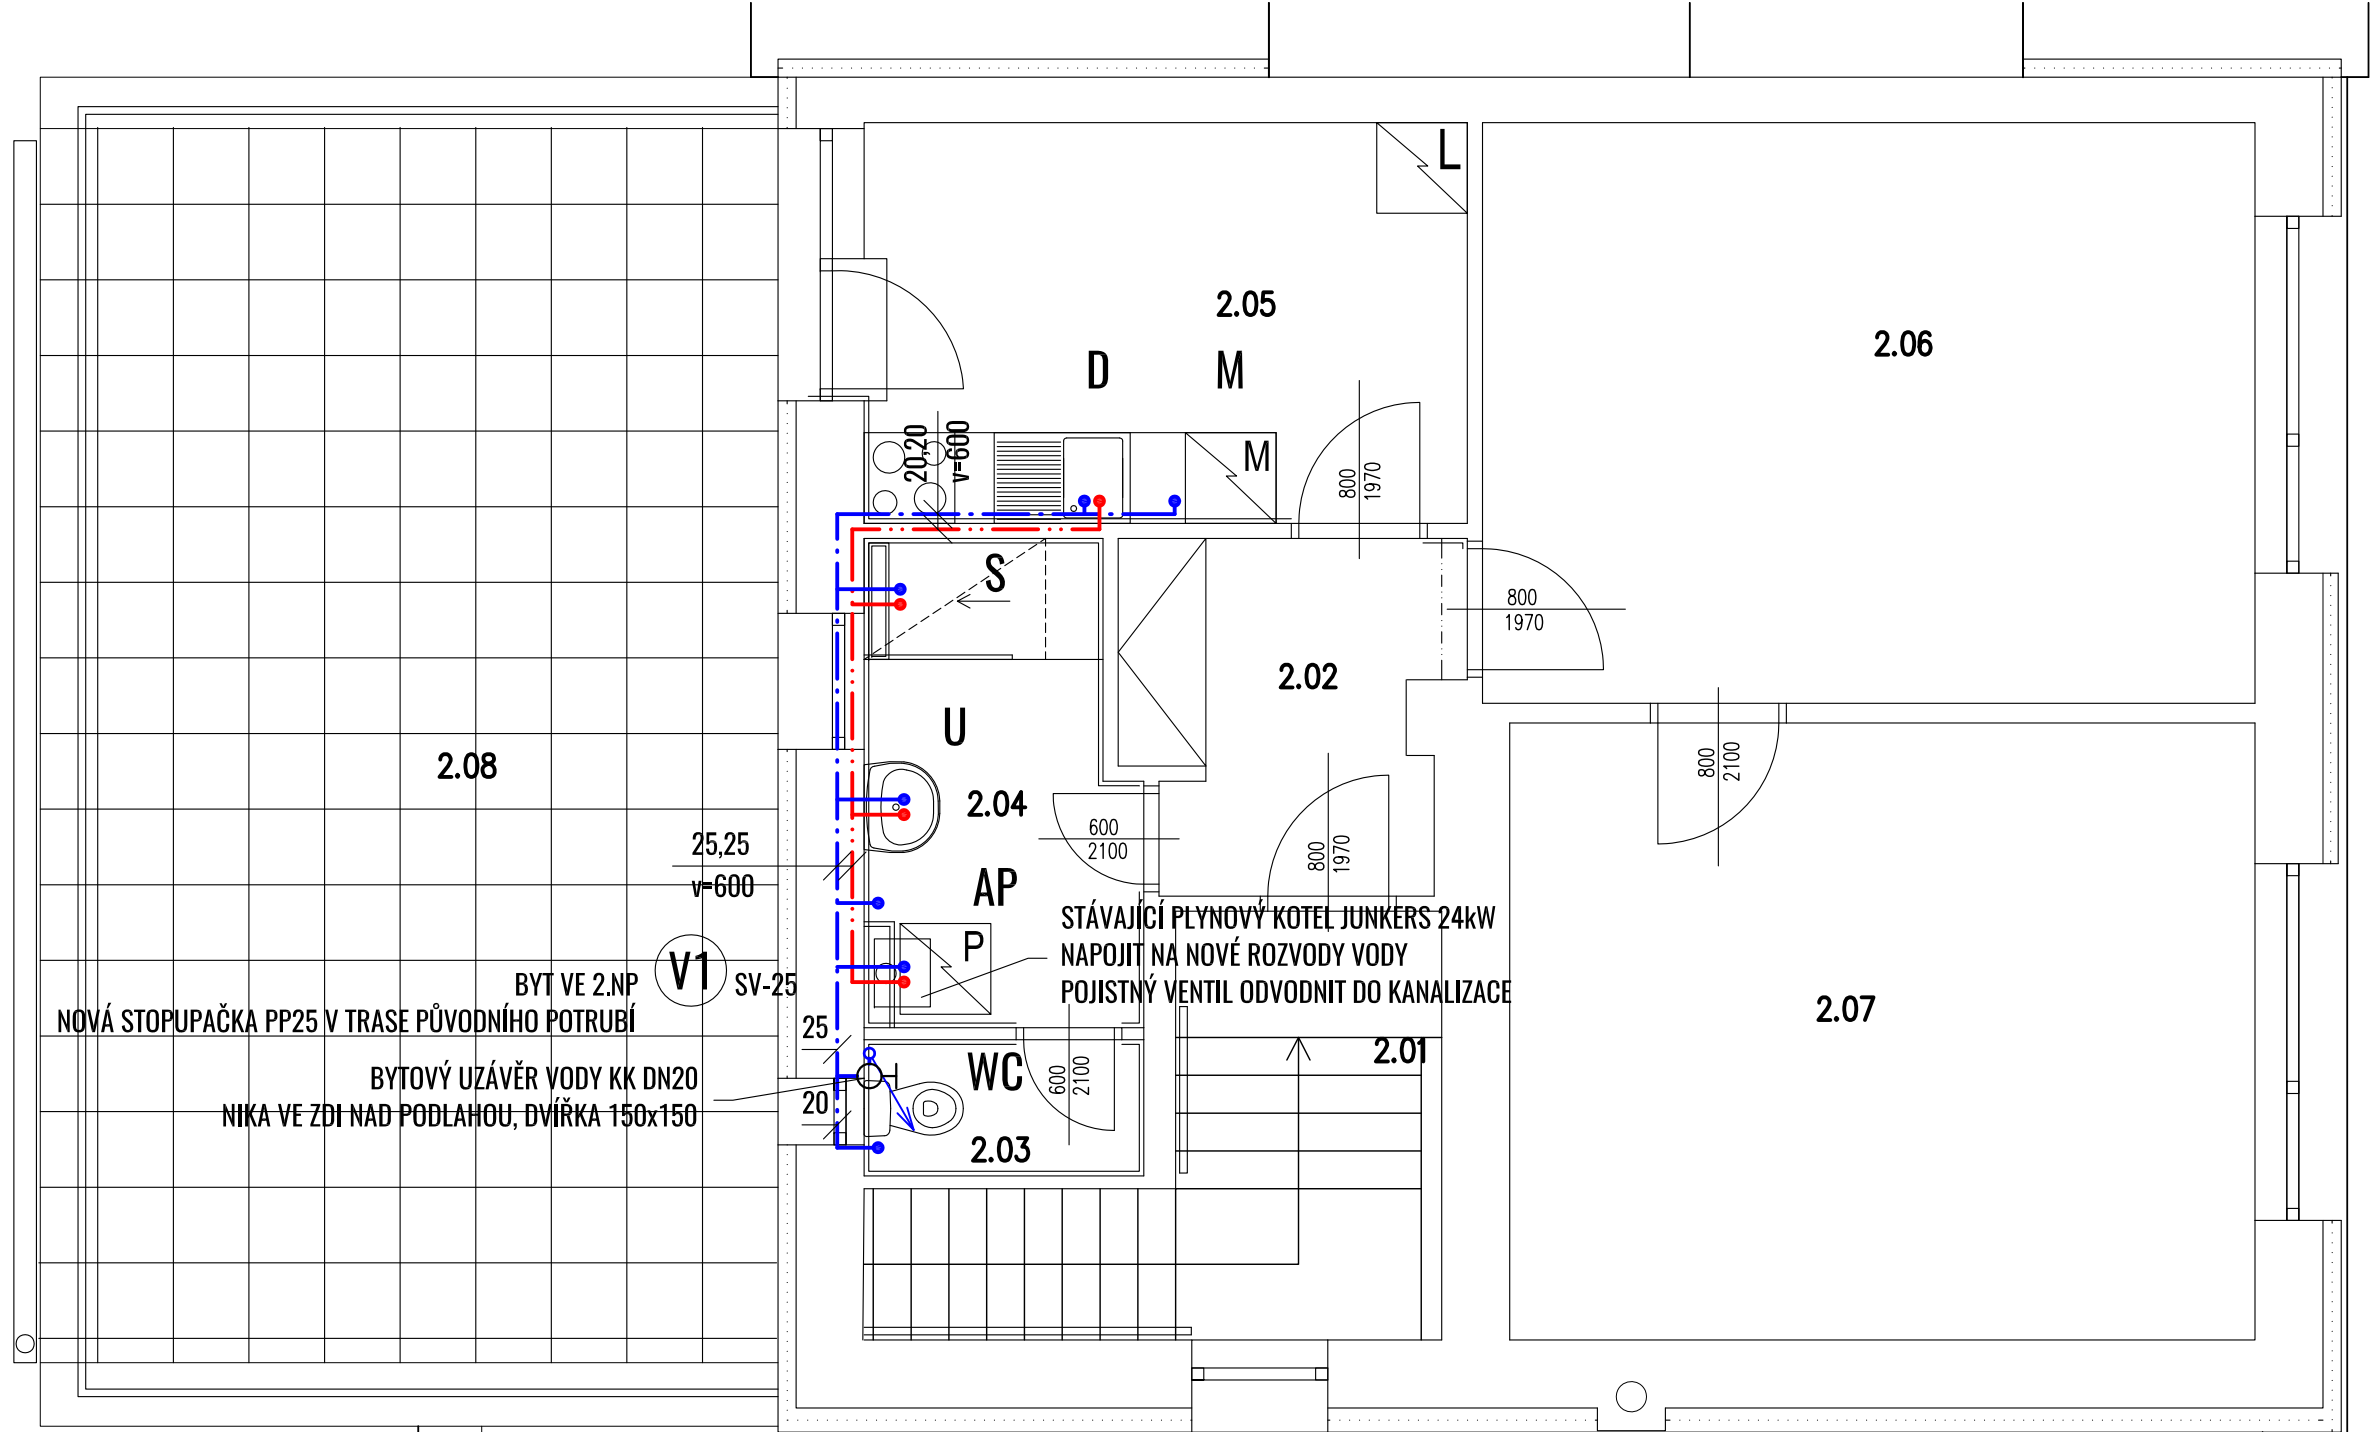 L
2.05
2.06
D
M
20,20
v=600
M
800
1970
S
800
1970
2.02
U
800
2100
2.08
2.04
25,25
v=600
600
2100
800
1970
AP
STÁVAJÍCÍ PLYNOVÝ KOTEL JUNKERS 24kW
NAPOJIT NA NOVÉ ROZVODY VODY
POJISTNÝ VENTIL ODVODNIT DO KANALIZACE
P
BYT VE 2.NP
V1
SV-25
NOVÁ STOPUPAČKA PP25 V TRASE PŮVODNÍHO POTRUBÍ
2.07
25
2.01
BYTOVÝ UZÁVĚR VODY KK DN20
NIKA VE ZDI NAD PODLAHOU, DVÍŘKA 150x150
WC
600
2100
20
2.03